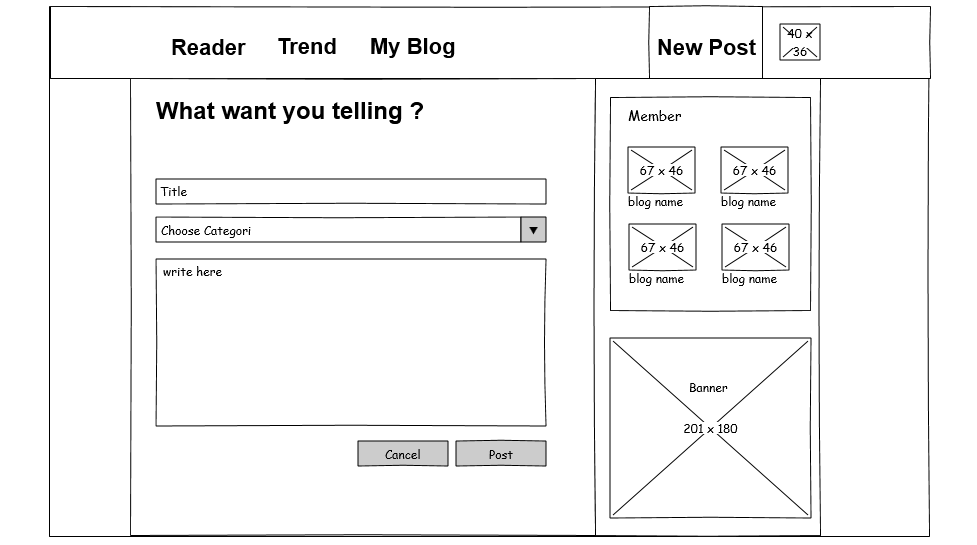 Reader Trend My Blog New Post 40 x
36
What want you telling ?
Title
Choose Categori
write here
Cancel Post
Member
67 x 46 67 x 46
blog name blog name
67 x 46 67 x 46
blog name blog name
Banner
201 x 180